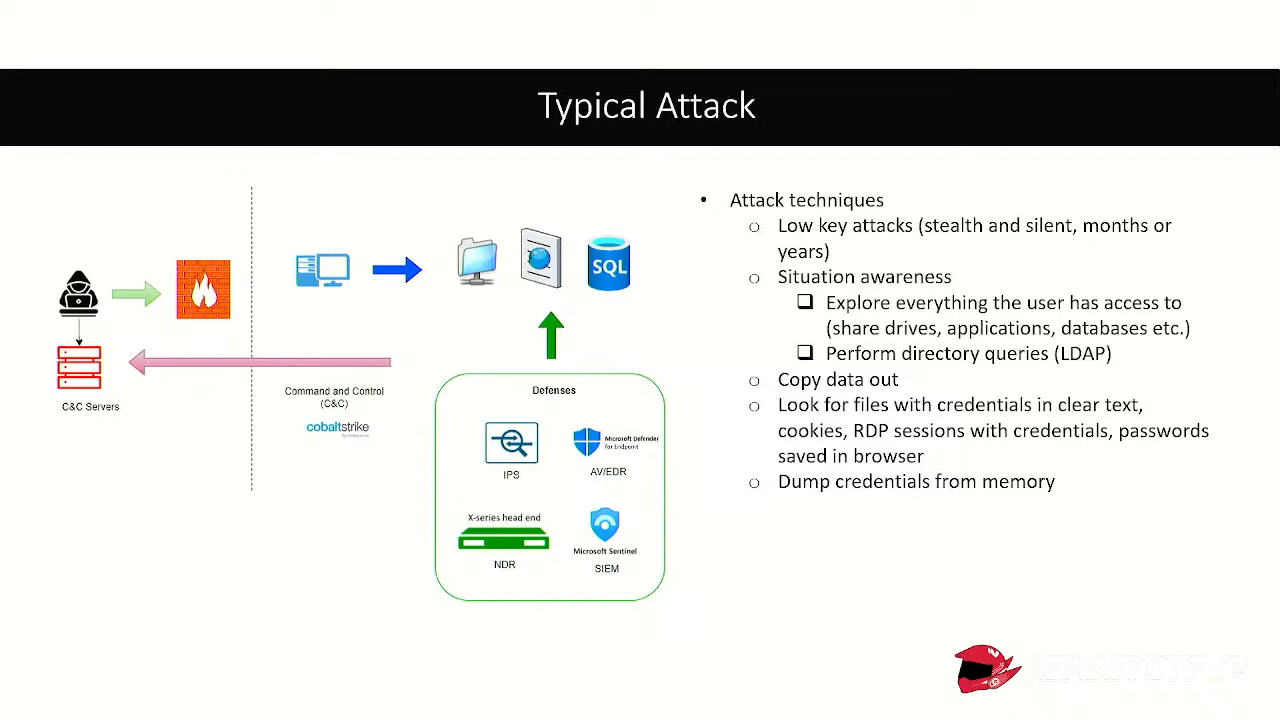 Typical Attack
• Attack techniques
o Low key attacks (stealth and silent, months or
years)
o Situation awareness
❑ Explore everything the user has access to
(share drives, applications, databases etc.)
❑ Perform directory queries (LDAP)
o Copy data out
o Look for files with credentials in clear text,
cookies, RDP sessions with credentials, passwords
saved in browser
o Dump credentials from memory
SQL
C&C Servers
Command and Control
(C&C)
cobaltstrike
Defenses
IPS
Microsoft Defender
for Endpoint
AV/EDR
X-series head end
NDR
Microsoft Sentinel
SIEM